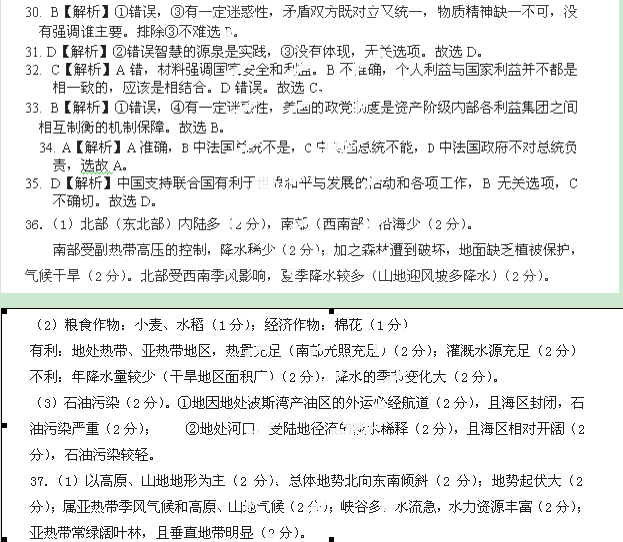 30. B【解析】①错误，③有一定迷惑性，矛盾双方既对立又统一，物质精神缺一不可，没
有强调谁主要。排除③不难选B。
31. D【解析】②错误智慧的源泉是实践，③没有体现，无关选项。故选D。
32. C【解析】A 错，材料强调国家安全和利益。B 不准确，个人利益与国家利益并不都是
相一致的，应该是相结合。D 错误。故选 C。
33. B【解析】①错误，④有一定迷惑性，美国的政党制度是资产阶级内部各利益集团之间
相互制衡的机制保障。故选 B。
34. A【解析】A 准确，B 中法国总统不是，C 中法国总统不能，D 中法国政府不对总统负
责，选故 A。
35. D【解析】中国支持联合国有利于世界和平与发展的活动和各项工作，B 无关选项，C
不确切。故选 D。
36.（1）北部（东北部）内陆多（2 分），南部（西南部）沿海少（2 分）。
南部受副热带高压的控制，降水稀少（2 分）；加之森林遭到破坏，地面缺乏植被保护，
气候干旱（2 分）。北部受西南季风影响，夏季降水较多（山地迎风坡多降水）（2 分）。
（2）粮食作物：小麦、水稻（1 分）；经济作物：棉花（1 分）
有利：地处热带、亚热带地区，热量充足（南部光照充足）（2 分）；灌溉水源充足（2 分）
不利：年降水量较少（干旱地区面积广）（2 分），降水的季节变化大（2 分）。
（3）石油污染（2 分）。①地因地处波斯湾产油区的外运必经航道（2 分），且海区封闭，石
油污染严重（2 分）； ②地处河口，受陆地径流的淡水稀释（2 分），且海区相对开阔（2
分），石油污染较轻。
37.（1）以高原、山地地形为主（2 分），总体地势北向东南倾斜（2 分）；地势起伏大（2
分）；属亚热带季风气候和高原、山地气候（2 分）；峡谷多，水流急，水力资源丰富（2 分）；
亚热带常绿阔叶林，且垂直地带明显（2 分）。